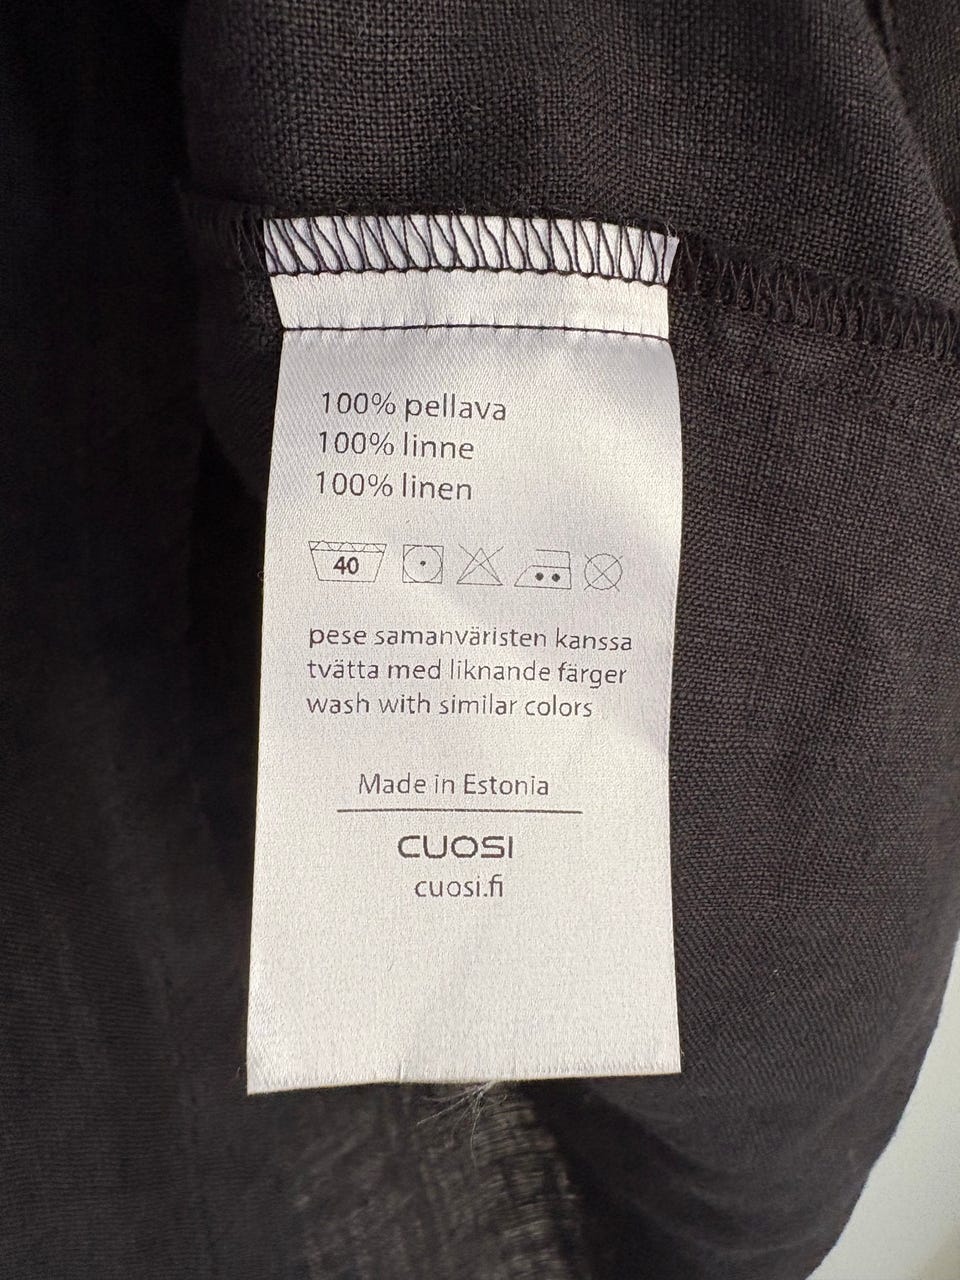 100% pellava
100% linne
100% linen
40
pese samanväristen kanssa
tvätta med liknande färger
wash with similar colors
Made in Estonia
CUOSI
cuosi.fi